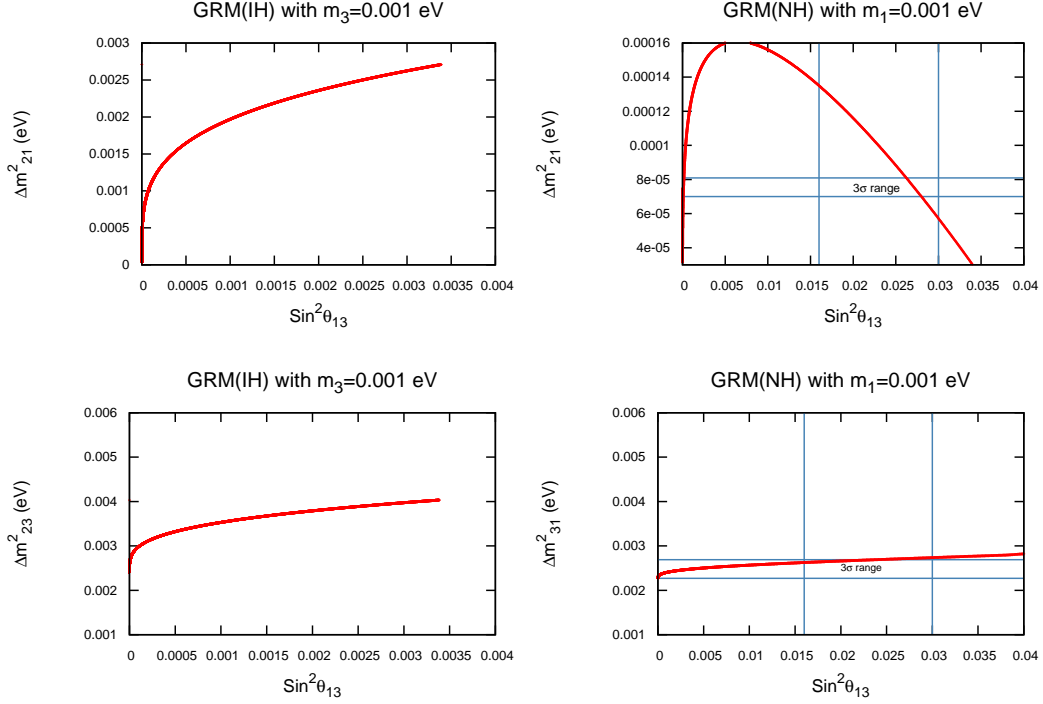 GRM(IH) with m₃=0.001 eV
Δm²₂₁ (eV)
0.003
0.0025
0.002
0.0015
0.001
0.0005
0
0 0.0005 0.001 0.0015 0.002 0.0025 0.003 0.0035 0.004
Sin²θ₁₃
GRM(NH) with m₁=0.001 eV
Δm²₂₁ (eV)
0.00016
0.00014
0.00012
0.0001
8e-05
6e-05
4e-05
3σ range
0 0.005 0.01 0.015 0.02 0.025 0.03 0.035 0.04
Sin²θ₁₃
GRM(IH) with m₃=0.001 eV
Δm²₂₃ (eV)
0.006
0.005
0.004
0.003
0.002
0.001
0 0.0005 0.001 0.0015 0.002 0.0025 0.003 0.0035 0.004
Sin²θ₁₃
GRM(NH) with m₁=0.001 eV
Δm²₃₁ (eV)
0.006
0.005
0.004
0.003
0.002
0.001
3σ range
0 0.005 0.01 0.015 0.02 0.025 0.03 0.035 0.04
Sin²θ₁₃